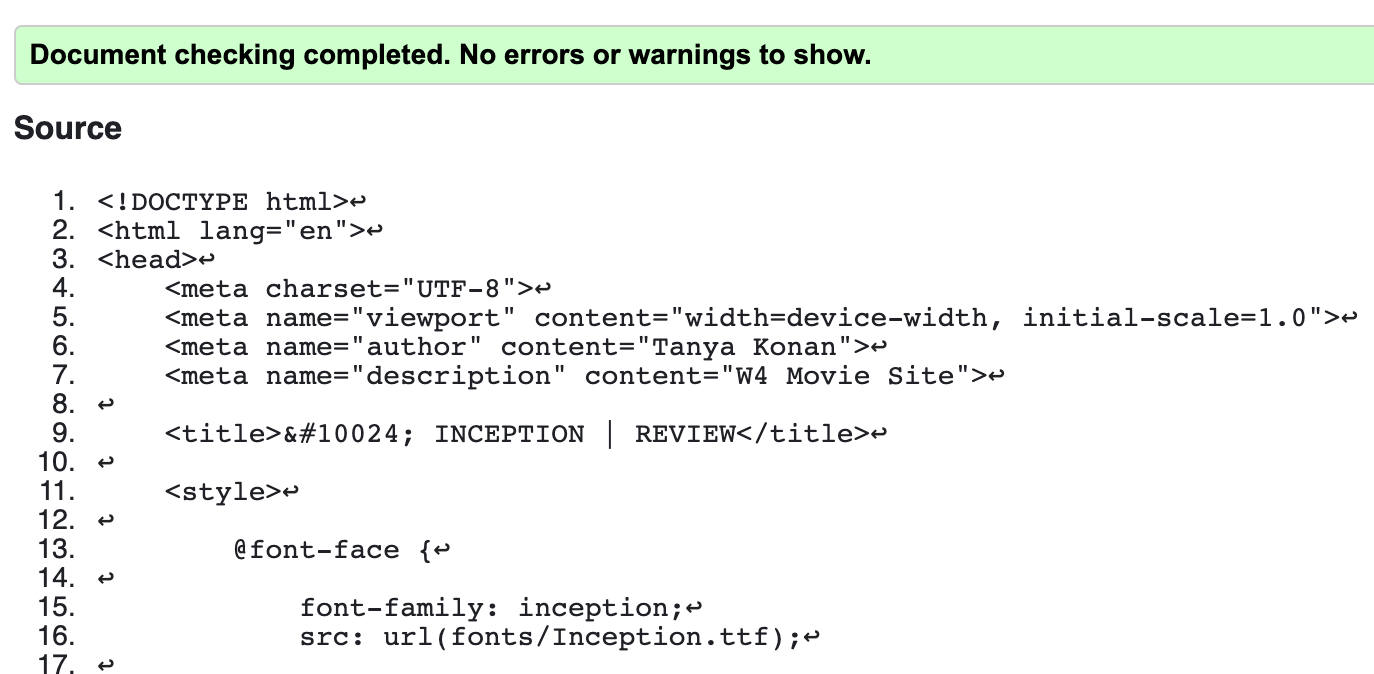 Document checking completed. No errors or warnings to show.
Source
1. <!DOCTYPE html>↩
2. <html lang="en">↩
3. <head>↩
4.     <meta charset="UTF-8">↩
5.     <meta name="viewport" content="width=device-width, initial-scale=1.0">↩
6.     <meta name="author" content="Tanya Konan">↩
7.     <meta name="description" content="W4 Movie Site">↩
8. ↩
9.     <title>&#10024; INCEPTION | REVIEW</title>↩
10. ↩
11.     <style>↩
12. ↩
13.         @font-face {↩
14. ↩
15.             font-family: inception;↩
16.             src: url(fonts/Inception.ttf);↩
17. ↩